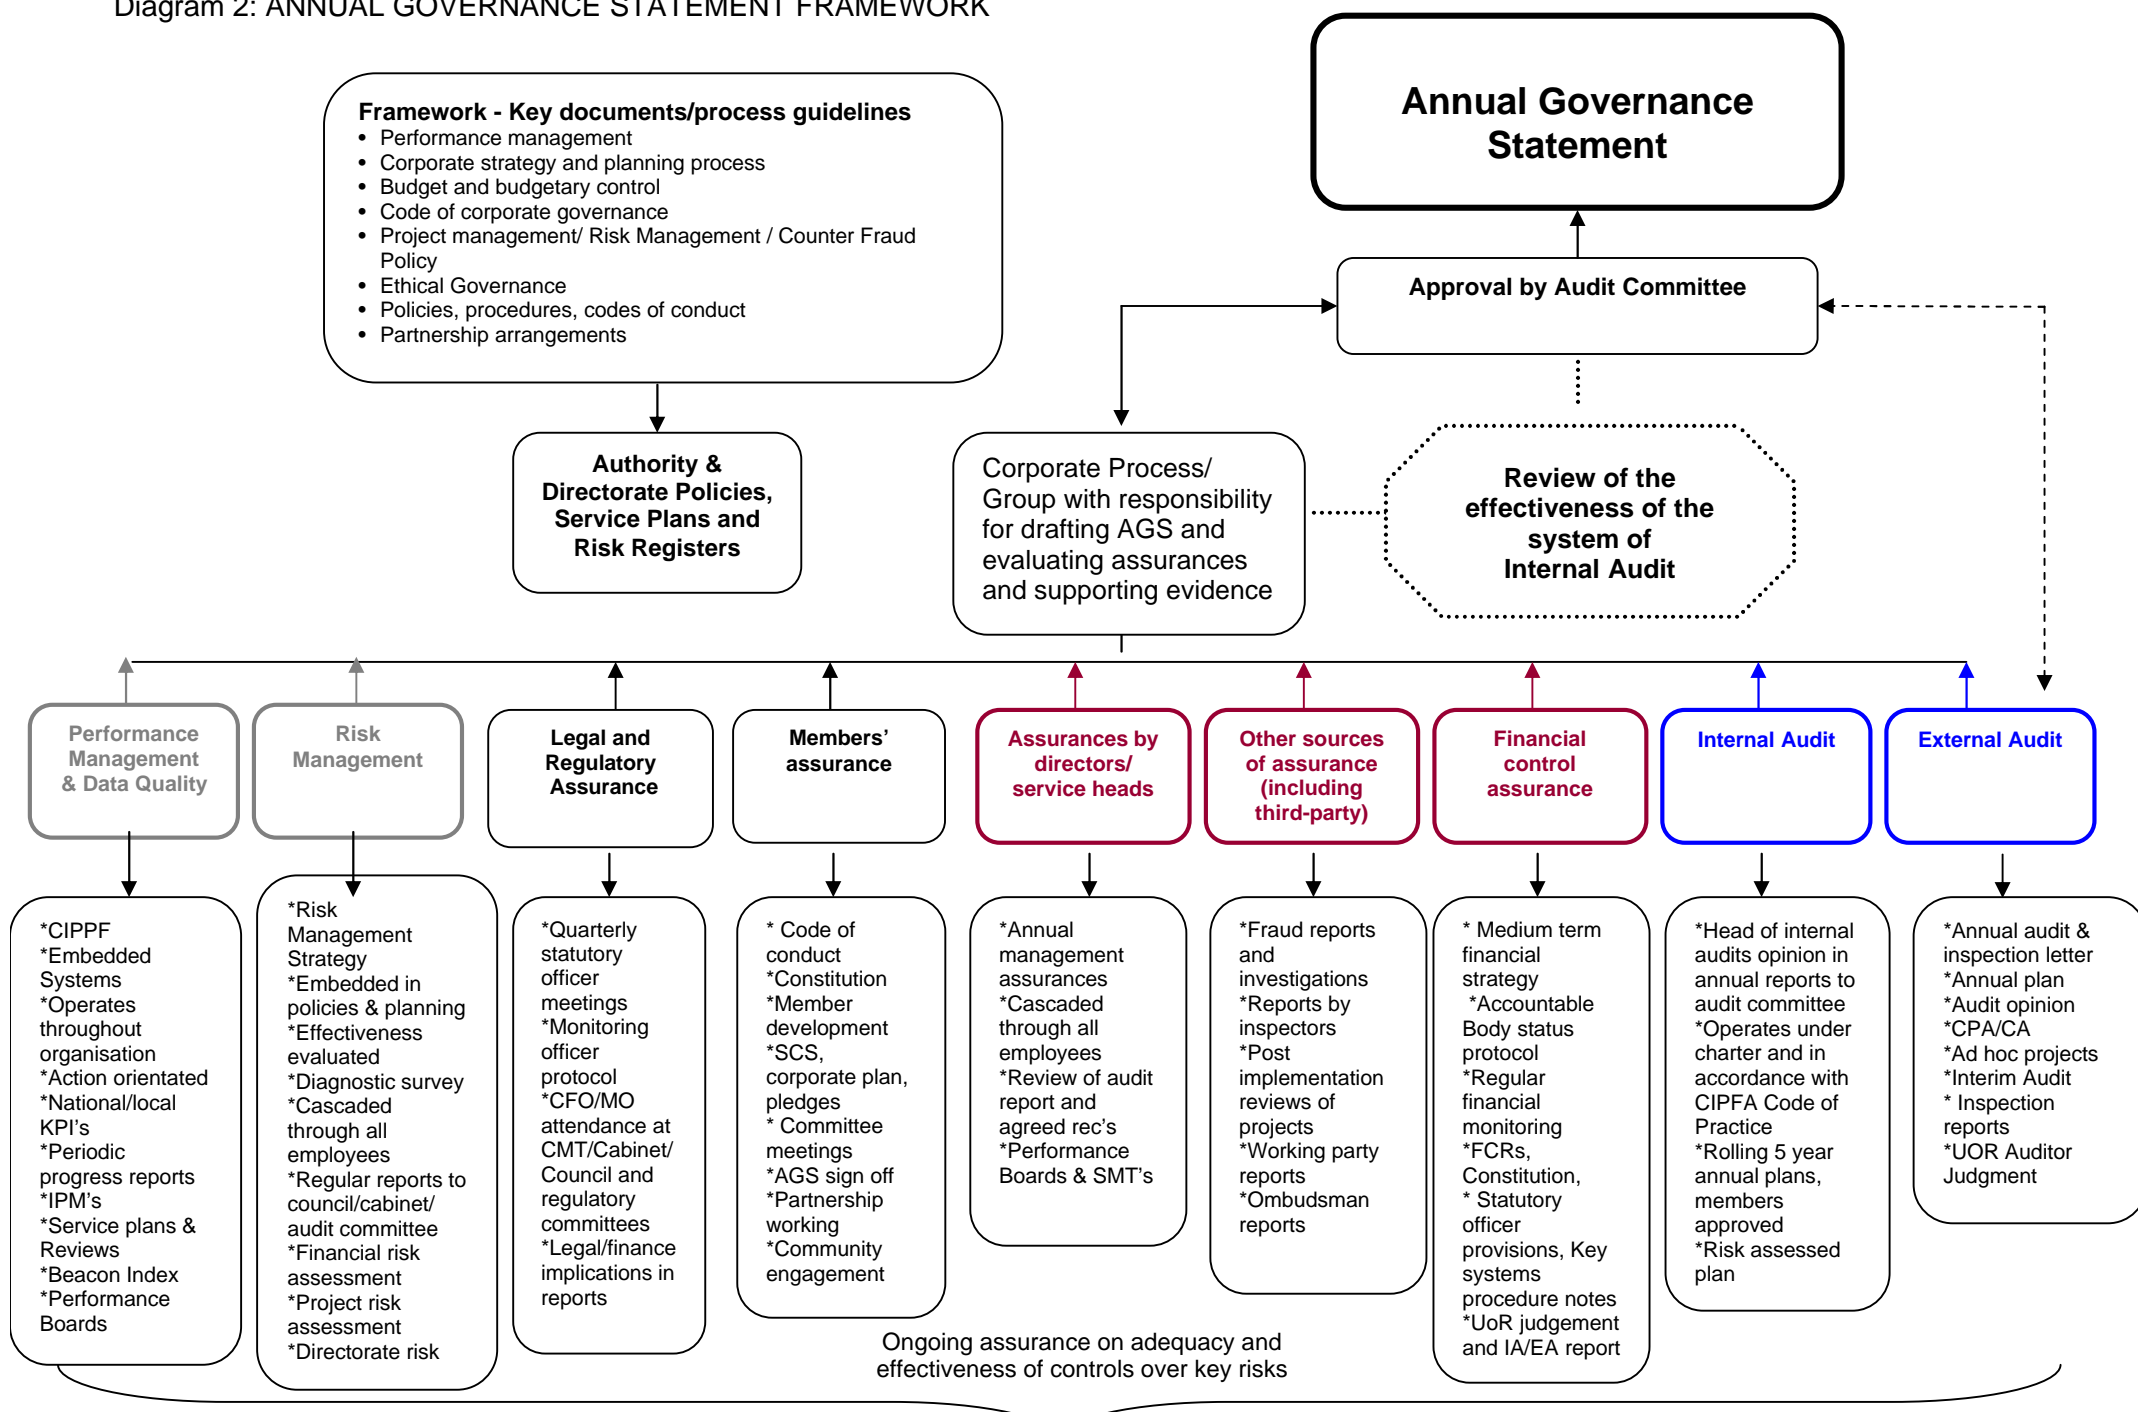 Diagram 2: ANNUAL GOVERNANCE STATEMENT FRAMEWORK
Annual Governance
Statement
Framework - Key documents/process guidelines
• Performance management
• Corporate strategy and planning process
• Budget and budgetary control
• Code of corporate governance
• Project management/ Risk Management / Counter Fraud
Policy
• Ethical Governance
• Policies, procedures, codes of conduct
• Partnership arrangements
Approval by Audit Committee
Authority &
Directorate Policies,
Service Plans and
Risk Registers
Corporate Process/
Group with responsibility
for drafting AGS and
evaluating assurances
and supporting evidence
Review of the
effectiveness of the
system of
Internal Audit
Performance
Management
& Data Quality
Risk
Management
Legal and
Regulatory
Assurance
Members’
assurance
Assurances by
directors/
service heads
Other sources
of assurance
(including
third-party)
Financial
control
assurance
Internal Audit
External Audit
*CIPPF
*Embedded
Systems
*Operates
throughout
organisation
*Action orientated
*National/local
KPI’s
*Periodic
progress reports
*IPM’s
*Service plans &
Reviews
*Beacon Index
*Performance
Boards
*Risk
Management
Strategy
*Embedded in
policies & planning
*Effectiveness
evaluated
*Diagnostic survey
*Cascaded
through all
employees
*Regular reports to
council/cabinet/
audit committee
*Financial risk
assessment
*Project risk
assessment
*Directorate risk
*Quarterly
statutory
officer
meetings
*Monitoring
officer
protocol
*CFO/MO
attendance at
CMT/Cabinet/
Council and
regulatory
committees
*Legal/finance
implications in
reports
* Code of
conduct
*Constitution
*Member
development
*SCS,
corporate plan,
pledges
* Committee
meetings
*AGS sign off
*Partnership
working
*Community
engagement
*Annual
management
assurances
*Cascaded
through all
employees
*Review of audit
report and
agreed rec’s
*Performance
Boards & SMT’s
*Fraud reports
and
investigations
*Reports by
inspectors
*Post
implementation
reviews of
projects
*Working party
reports
*Ombudsman
reports
* Medium term
financial
strategy
*Accountable
Body status
protocol
*Regular
financial
monitoring
*FCRs,
Constitution,
* Statutory
officer
provisions, Key
systems
procedure notes
*UoR judgement
and IA/EA report
*Head of internal
audits opinion in
annual reports to
audit committee
*Operates under
charter and in
accordance with
CIPFA Code of
Practice
*Rolling 5 year
annual plans,
members
approved
*Risk assessed
plan
*Annual audit &
inspection letter
*Annual plan
*Audit opinion
*CPA/CA
*Ad hoc projects
*Interim Audit
* Inspection
reports
*UOR Auditor
Judgment
Ongoing assurance on adequacy and
effectiveness of controls over key risks